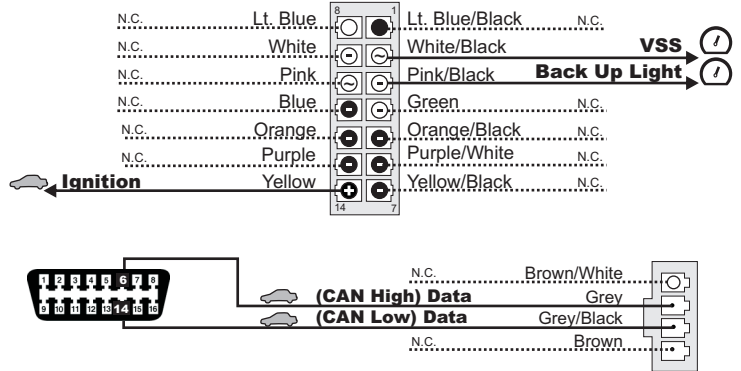 8 1
N.C. Lt. Blue Lt. Blue/Black N.C.
N.C. White White/Black VSS
N.C. Pink Pink/Black Back Up Light
N.C. Blue Green N.C.
N.C. Orange Orange/Black N.C.
N.C. Purple Purple/White N.C.
Ignition Yellow Yellow/Black N.C.
14 7
1 2 3 4 5 6 7 8
9 10 11 12 13 14 15 16
N.C. Brown/White
(CAN High) Data Grey
(CAN Low) Data Grey/Black
N.C. Brown